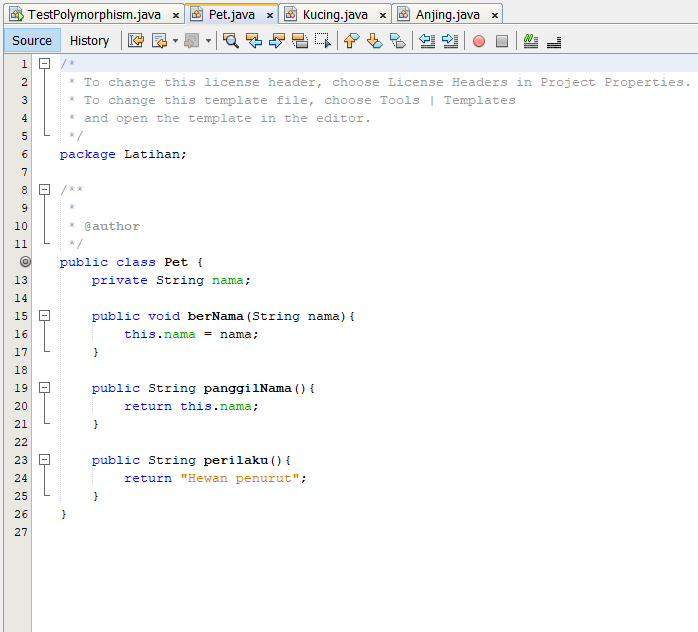 TestPolymorphism.java x Pet.java x Kucing.java x Anjing.java x
Source History
1 /*
2 * To change this license header, choose License Headers in Project Properties.
3 * To change this template file, choose Tools | Templates
4 * and open the template in the editor.
5 */
6 package Latihan;
7
8 /**
9 *
10 * @author
11 */
public class Pet {
13 private String nama;
14
15 public void berNama(String nama){
16 this.nama = nama;
17 }
18
19 public String panggilNama(){
20 return this.nama;
21 }
22
23 public String perilaku(){
24 return "Hewan penurut";
25 }
26 }
27